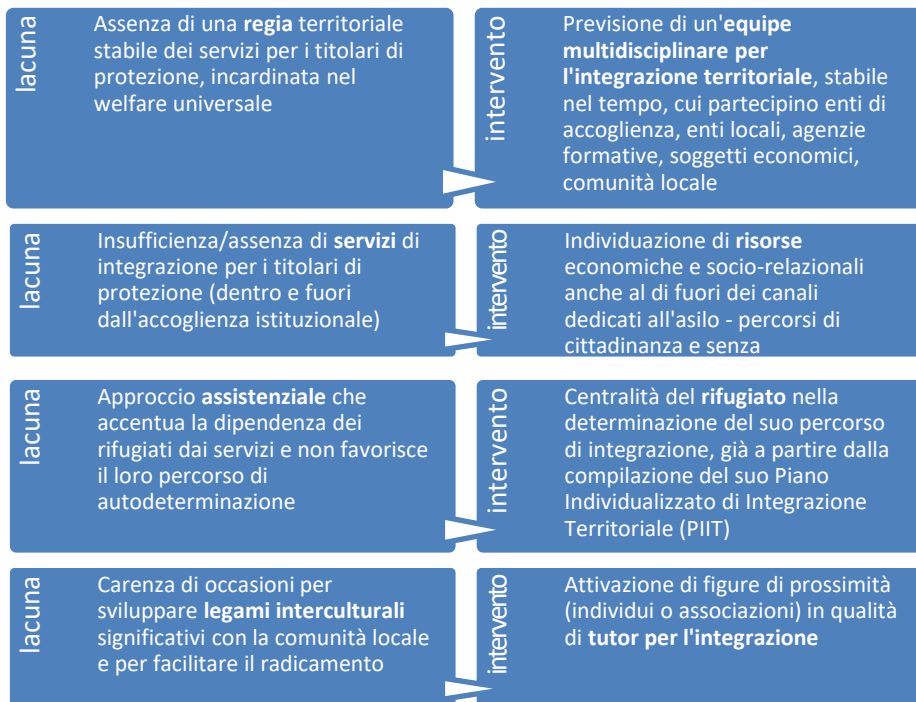 lacuna
Assenza di una regia territoriale
stabile dei servizi per i titolari di
protezione, incardinata nel
welfare universale
intervento
Previsione di un'equipe
multidisciplinare per
l'integrazione territoriale, stabile
nel tempo, cui partecipino enti di
accoglienza, enti locali, agenzie
formative, soggetti economici,
comunità locale
lacuna
Insufficienza/assenza di servizi di
integrazione per i titolari di
protezione (dentro e fuori
dall'accoglienza istituzionale)
intervento
Individuazione di risorse
economiche e socio-relazionali
anche al di fuori dei canali
dedicati all'asilo - percorsi di
cittadinanza e senza
lacuna
Approccio assistenziale che
accentua la dipendenza dei
rifugiati dai servizi e non favorisce
il loro percorso di
autodeterminazione
intervento
Centralità del rifugiato nella
determinazione del suo percorso
di integrazione, già a partire dalla
compilazione del suo Piano
Individualizzato di Integrazione
Territoriale (PIIT)
lacuna
Carenza di occasioni per
sviluppare legami interculturali
significativi con la comunità locale
e per facilitare il radicamento
intervento
Attivazione di figure di prossimità
(individui o associazioni) in qualità
di tutor per l'integrazione